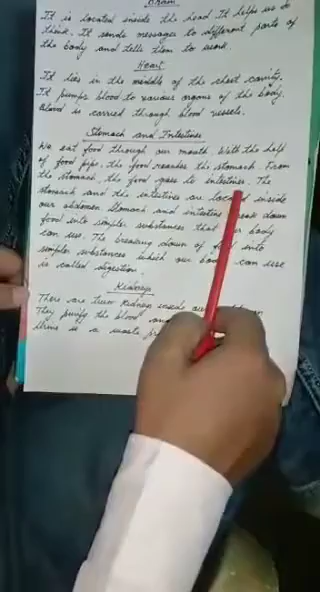 Brain
It is located inside the head. It helps us to
think. It sends messages to different parts of
the body and tells them to work.
Heart
It lies in the middle of the chest cavity.
It pumps blood to various organs of the body.
Blood is carried through blood vessels.
Stomach and Intestines
We eat food through our mouth. With the help
of food pipe, the food reaches the stomach. From
the stomach the food goes to intestines. The
stomach and the intestines are located inside
our abdomen. Stomach and intestine break down
food into simpler substances that our body
can use. The breaking down of food into
simpler substances which our body can use
is called digestion.
Kidneys
There are two kidneys inside our
They purify the blood and
Urine is a waste